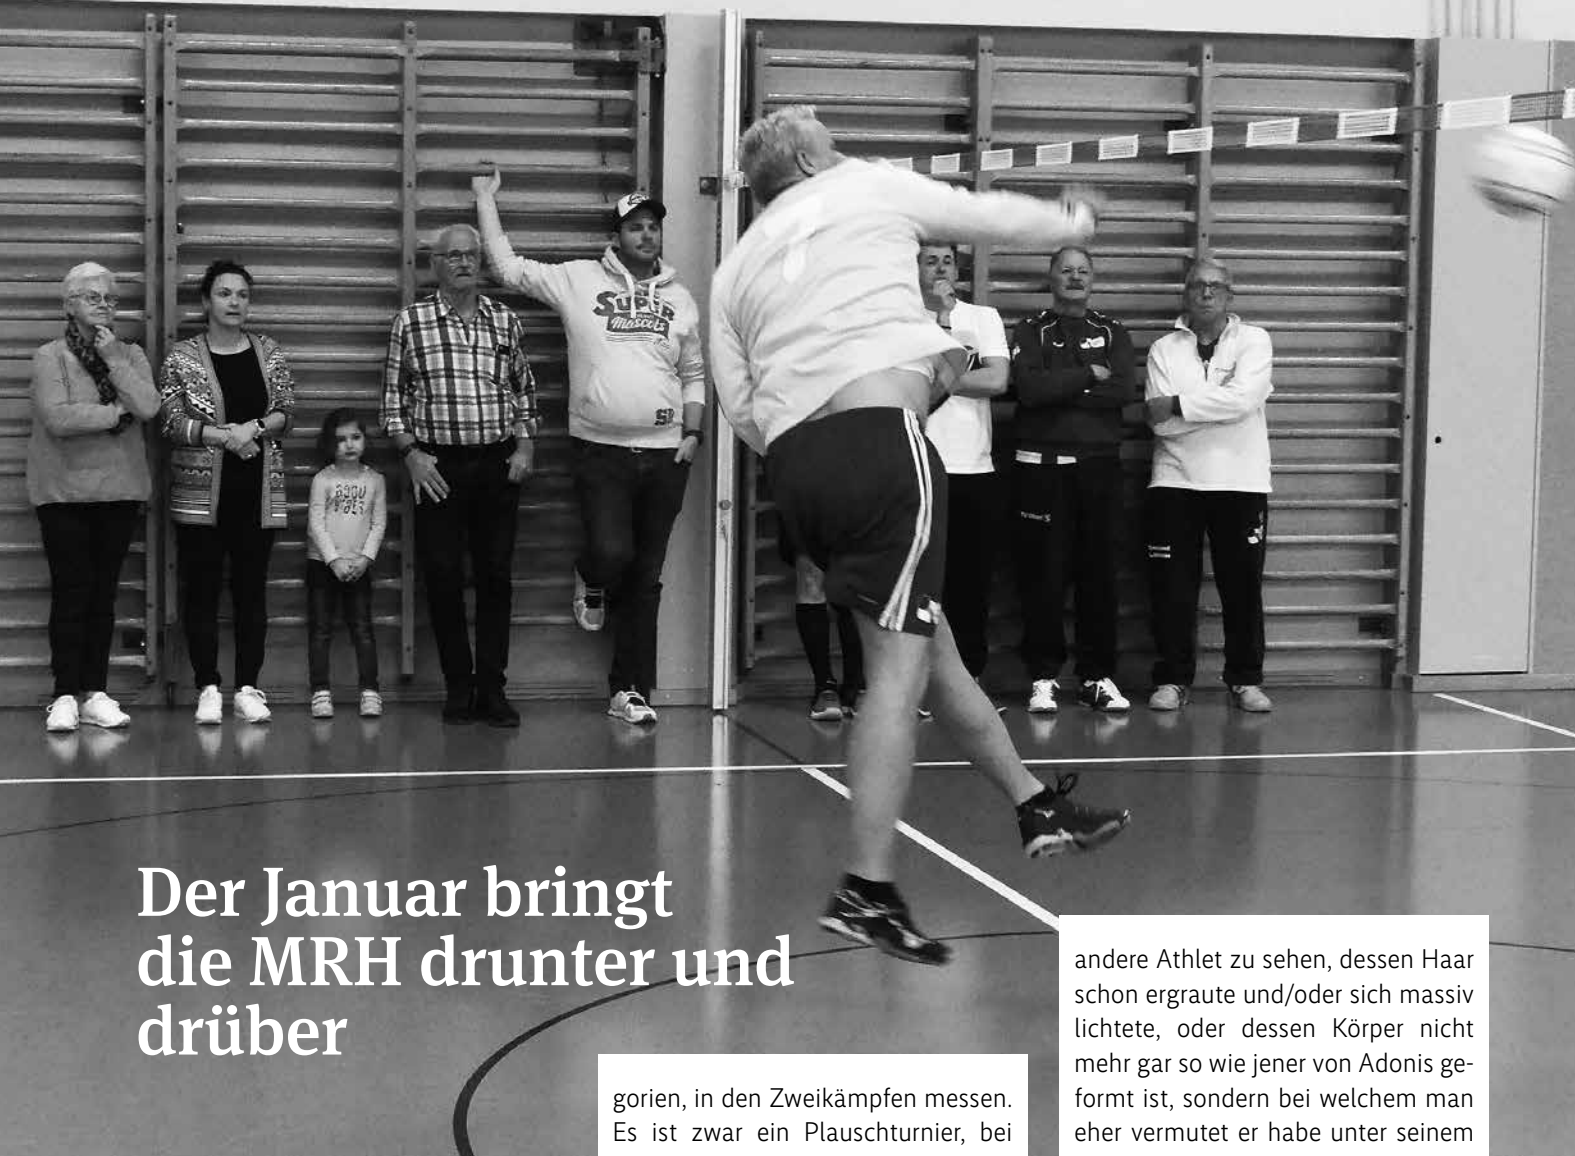 SUPER
Mascots
Der Januar bringt
die MRH drunter und
drüber
gorien, in den Zweikämpfen messen.
Es ist zwar ein Plauschturnier, bei
andere Athlet zu sehen, dessen Haar
schon ergraute und/oder sich massiv
lichtete, oder dessen Körper nicht
mehr gar so wie jener von Adonis ge-
formt ist, sondern bei welchem man
eher vermutet er habe unter seinem